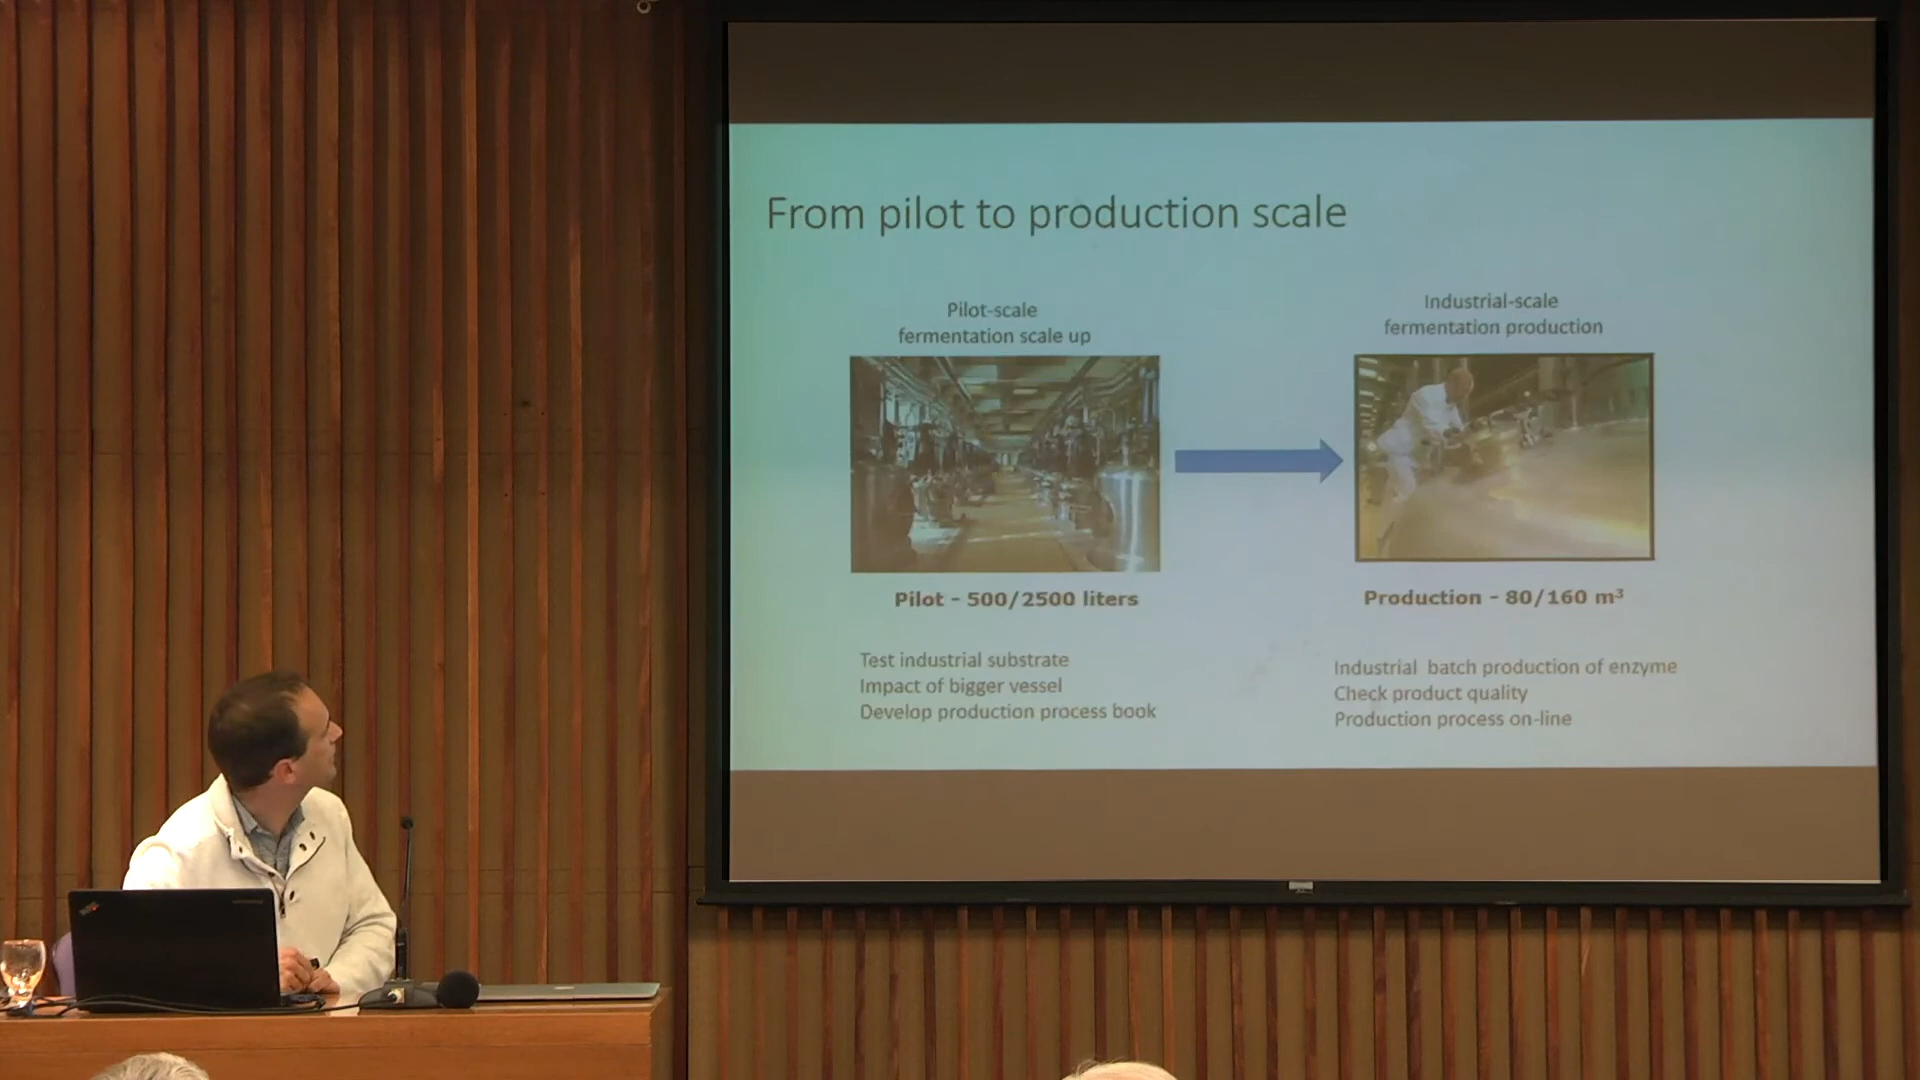 From pilot to production scale
Pilot-scale
fermentation scale up
Pilot - 500/2500 liters
Test industrial substrate
Impact of bigger vessel
Develop production process book
Industrial-scale
fermentation production
Production - 80/160 m³
Industrial batch production of enzyme
Check product quality
Production process on-line